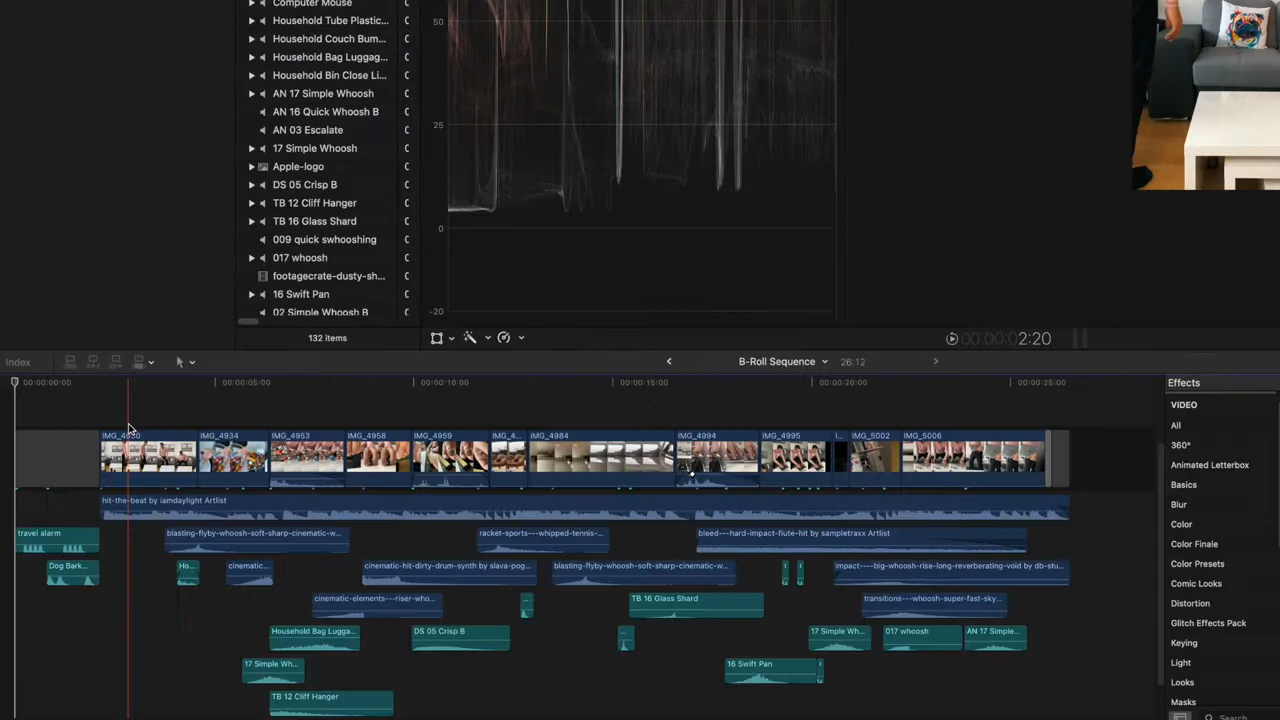 Computer Mouse
Household Tube Plastic...
Household Couch Bum...
Household Bag Luggag...
Household Bin Close Li...
AN 17 Simple Whoosh
AN 16 Quick Whoosh B
AN 03 Escalate
17 Simple Whoosh
Apple-logo
DS 05 Crisp B
TB 12 Cliff Hanger
TB 16 Glass Shard
009 quick swhooshing
017 whoosh
footagecrate-dusty-sh...
16 Swift Pan
02 Simple Whoosh B
132 items
50
25
0
-20
00:00:00:02:20
Index
B-Roll Sequence
26:12
00:00:00:00
00:00:05:00
00:00:10:00
00:00:15:00
00:00:20:00
00:00:25:00
IMG_4930
IMG_4934
IMG_4953
IMG_4958
IMG_4959
IMG_4...
IMG_4984
IMG_4994
IMG_4995
I...
IMG_5002
IMG_5006
hit-the-beat by iamdaylight Artlist
travel alarm
blasting-flyby-whoosh-soft-sharp-cinematic-w...
racket-sports---whipped-tennis-...
bleed---hard-impact-flute-hit by sampletraxx Artlist
Dog Bark...
Ho...
cinematic...
cinematic-hit-dirty-drum-synth by slava-pog...
blasting-flyby-whoosh-soft-sharp-cinematic-w...
impact----big-whoosh-rise-long-reverberating-void by db-stu...
cinematic-elements---riser-who...
...
TB 16 Glass Shard
transitions---whoosh-super-fast-sky...
Household Bag Lugga...
DS 05 Crisp B
...
17 Simple Wh...
017 whoosh
AN 17 Simple...
17 Simple Wh...
16 Swift Pan
TB 12 Cliff Hanger
Effects
VIDEO
All
360°
Animated Letterbox
Basics
Blur
Color
Color Finale
Color Presets
Comic Looks
Distortion
Glitch Effects Pack
Keying
Light
Looks
Masks
Search